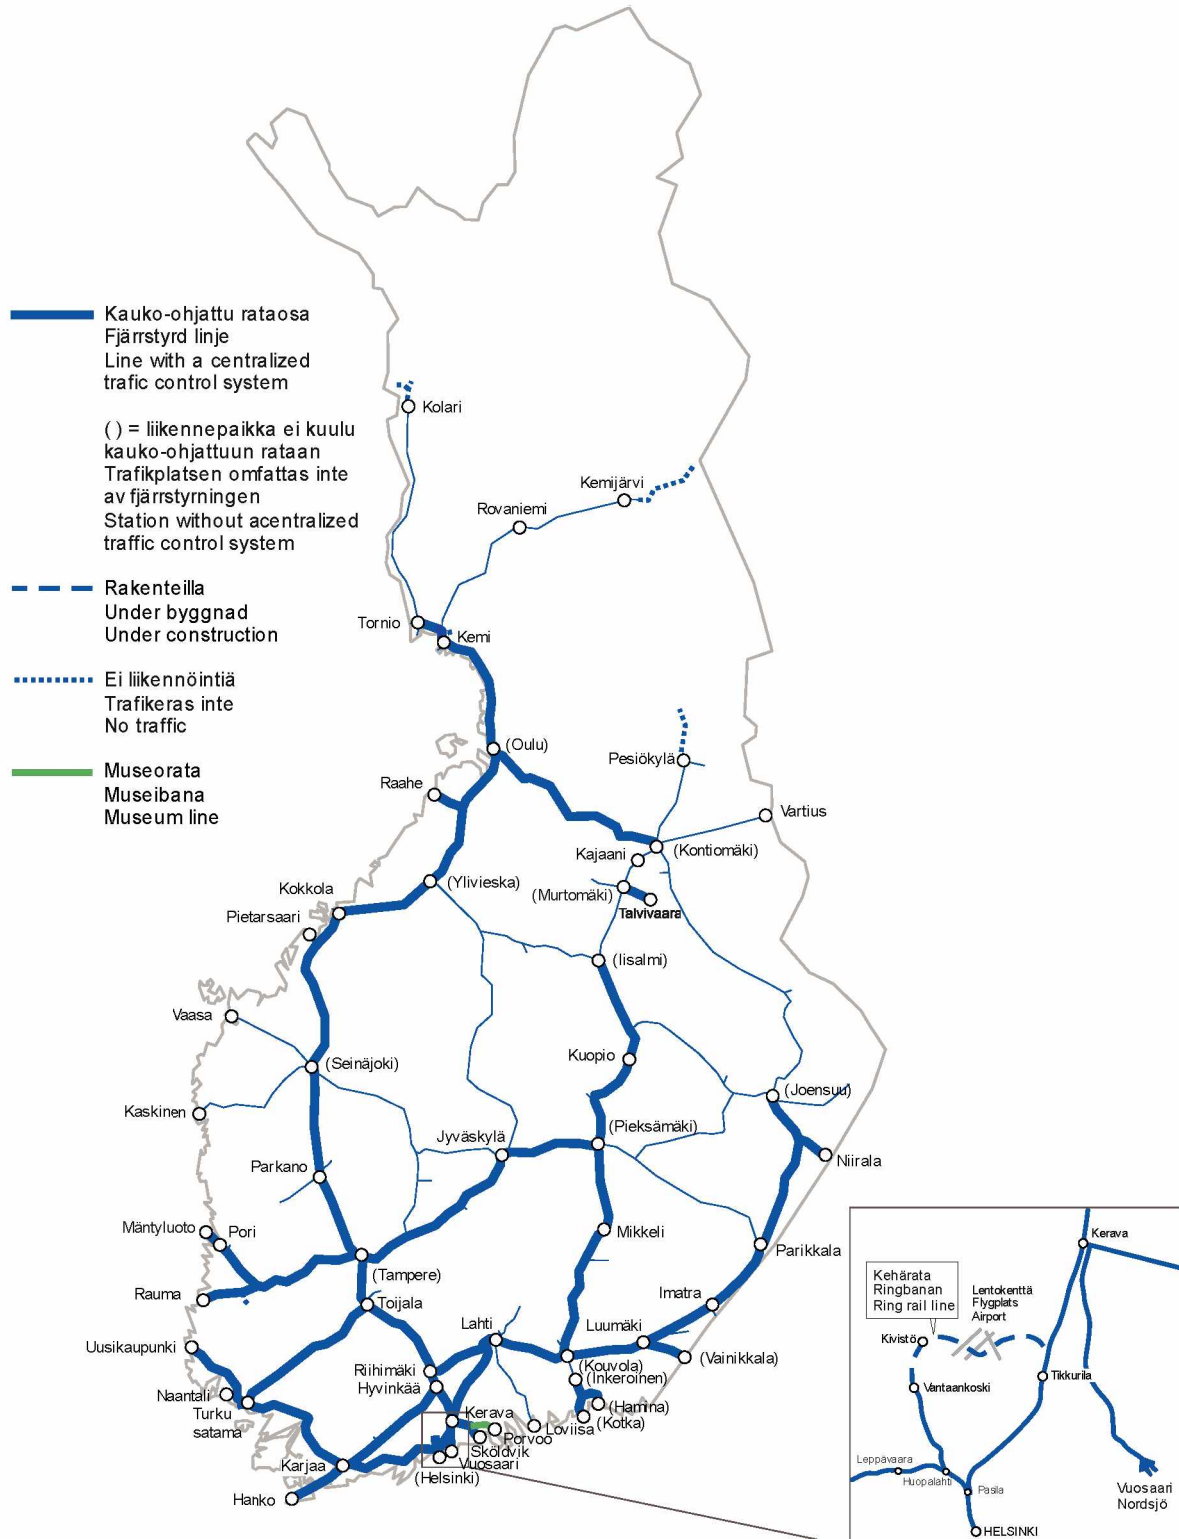 Kauko-ohjattu rataosa
Fjärrstyrd linje
Line with a centralized
trafic control system
( ) = liikennepaikka ei kuulu
kauko-ohjattuun rataan
Trafikplatsen omfattas inte
av fjärrstyrningen
Station without acentralized
traffic control system
Rakenteilla
Under byggnad
Under construction
Ei liikennöintiä
Trafikeras inte
No traffic
Museorata
Museibana
Museum line
Kolari
Kemijärvi
Rovaniemi
Tornio
Kemi
(Oulu)
Pesiökylä
Raahe
Vartius
(Kontiomäki)
Kajaani
(Ylivieska)
(Murtomäki)
Talvivaara
Kokkola
Pietarsaari
(Iisalmi)
Vaasa
Kuopio
(Seinäjoki)
(Joensuu)
Kaskinen
(Pieksämäki)
Jyväskylä
Niirala
Parkano
Mäntyluoto
Pori
Mikkeli
Parikkala
(Tampere)
Rauma
Imatra
Toijala
Lahti
Luumäki
Uusikaupunki
(Vainikkala)
(Kouvola)
Riihimäki
(Inkeroinen)
Hyvinkää
Naantali
(Hamina)
Turku
satama
Kerava
(Kotka)
Loviisa
Porvoo
Sköldvik
Vuosaari
Karjaa
(Helsinki)
Hanko
Kerava
Kehärata
Ringbanan
Ring rail line
Lentokenttä
Flygplats
Airport
Kivistö
Tikkurila
Vantaankoski
Leppävaara
Huopalahti
Pasila
Vuosaari
Nordsjö
HELSINKI